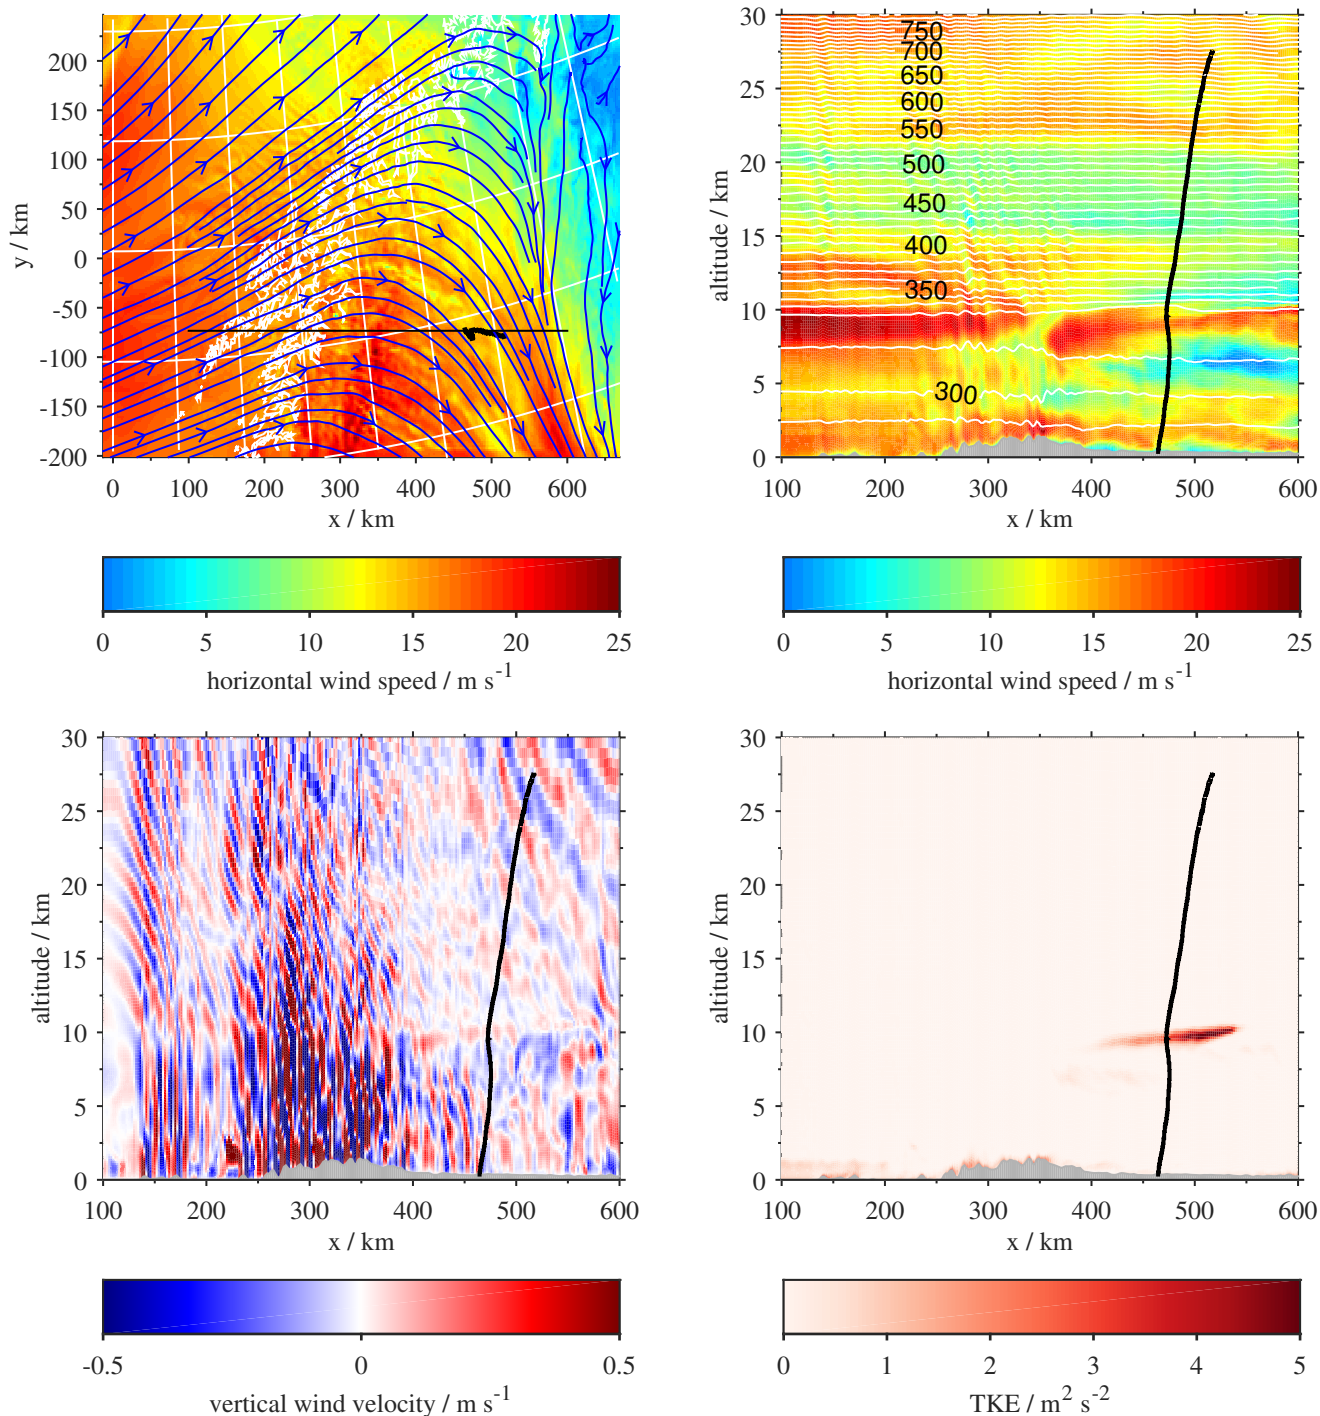 200
150
100
50
0
-50
-100
-150
-200
y / km
0 100 200 300 400 500 600
x / km
0 5 10 15 20 25
horizontal wind speed / m s-1
30
25
20
15
10
5
0
altitude / km
750
700
650
600
550
500
450
400
350
300
100 200 300 400 500 600
x / km
0 5 10 15 20 25
horizontal wind speed / m s-1
30
25
20
15
10
5
0
altitude / km
100 200 300 400 500 600
x / km
-0.5 0 0.5
vertical wind velocity / m s-1
30
25
20
15
10
5
0
altitude / km
100 200 300 400 500 600
x / km
0 1 2 3 4 5
TKE / m2 s-2